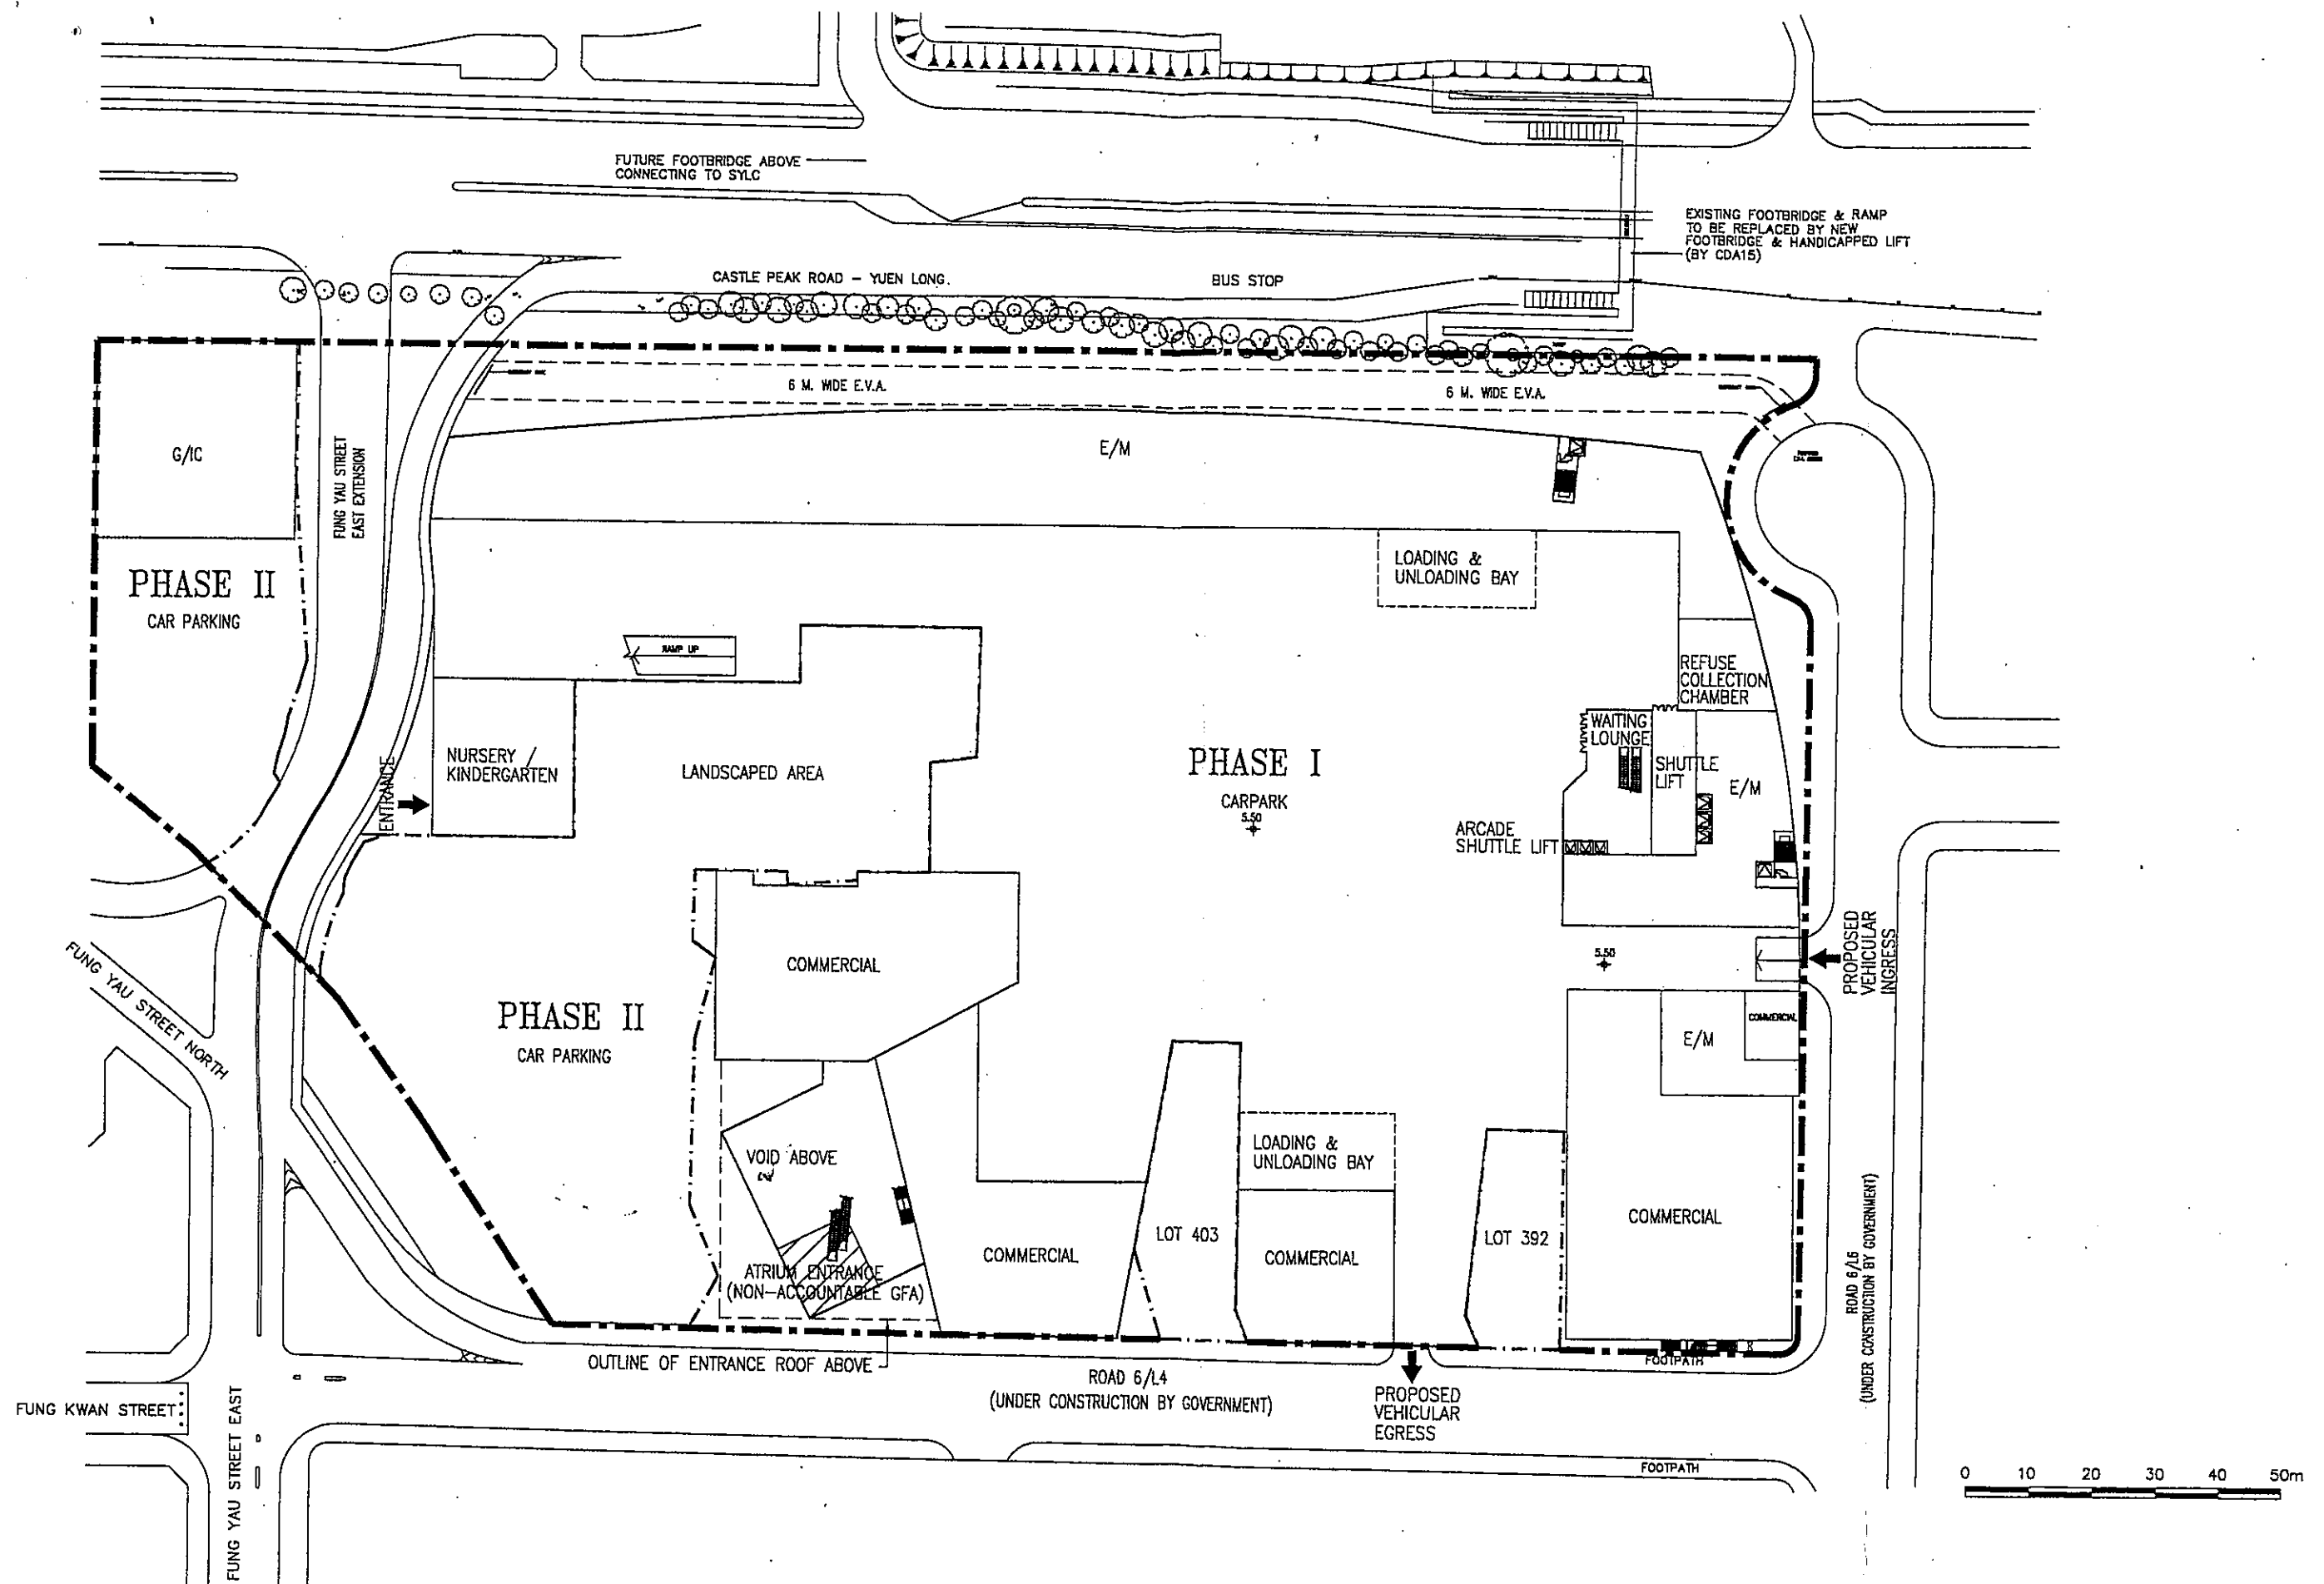 FUTURE FOOTBRIDGE ABOVE
CONNECTING TO SYLC
EXISTING FOOTBRIDGE & RAMP
TO BE REPLACED BY NEW
FOOTBRIDGE & HANDICAPPED LIFT
(BY CDA15)
CASTLE PEAK ROAD - YUEN LONG.
BUS STOP
6 M. WIDE E.V.A.
6 M. WIDE E.V.A.
G/IC
FUNG YAU STREET
EAST EXTENSION
E/M
LOADING &
UNLOADING BAY
PHASE II
CAR PARKING
RAMP UP
REFUSE
COLLECTION
CHAMBER
WAITING
LOUNGE
SHUTTLE
LIFT
E/M
NURSERY /
KINDERGARTEN
LANDSCAPED AREA
PHASE I
CARPARK
5.50
ENTRANCE
ARCADE
SHUTTLE LIFT
COMMERCIAL
5.50
PROPOSED
VEHICULAR
INGRESS
FUNG YAU STREET NORTH
PHASE II
CAR PARKING
E/M
COMMERCIAL
VOID ABOVE
LOADING &
UNLOADING BAY
LOT 403
LOT 392
COMMERCIAL
COMMERCIAL
COMMERCIAL
ATRIUM ENTRANCE
(NON-ACCOUNTABLE GFA)
ROAD 6/L6
(UNDER CONSTRUCTION BY GOVERNMENT)
OUTLINE OF ENTRANCE ROOF ABOVE
FOOTPATH
ROAD 6/L4
(UNDER CONSTRUCTION BY GOVERNMENT)
PROPOSED
VEHICULAR
EGRESS
FUNG KWAN STREET
FUNG YAU STREET EAST
FOOTPATH
0 10 20 30 40 50m